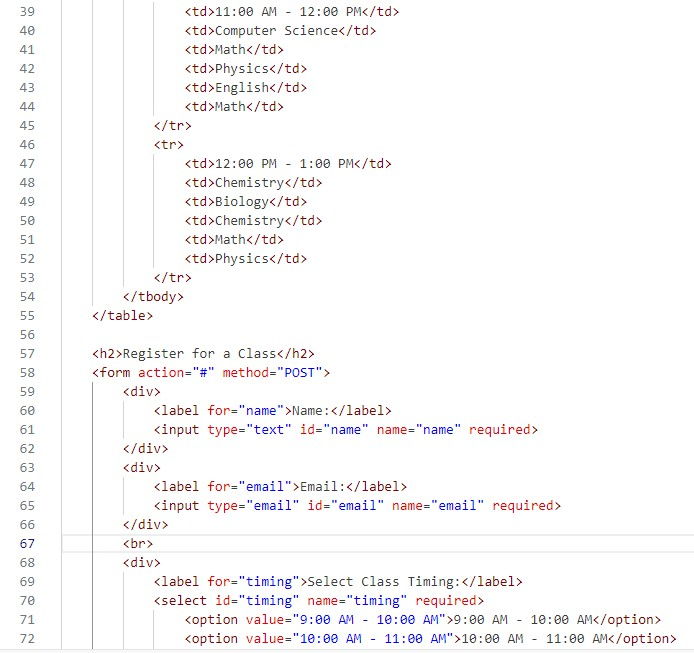 39 <td>11:00 AM - 12:00 PM</td>
40 <td>Computer Science</td>
41 <td>Math</td>
42 <td>Physics</td>
43 <td>English</td>
44 <td>Math</td>
45 </tr>
46 <tr>
47 <td>12:00 PM - 1:00 PM</td>
48 <td>Chemistry</td>
49 <td>Biology</td>
50 <td>Chemistry</td>
51 <td>Math</td>
52 <td>Physics</td>
53 </tr>
54 </tbody>
55 </table>
56
57 <h2>Register for a Class</h2>
58 <form action="#" method="POST">
59 <div>
60 <label for="name">Name:</label>
61 <input type="text" id="name" name="name" required>
62 </div>
63 <div>
64 <label for="email">Email:</label>
65 <input type="email" id="email" name="email" required>
66 </div>
67 <br>
68 <div>
69 <label for="timing">Select Class Timing:</label>
70 <select id="timing" name="timing" required>
71 <option value="9:00 AM - 10:00 AM">9:00 AM - 10:00 AM</option>
72 <option value="10:00 AM - 11:00 AM">10:00 AM - 11:00 AM</option>